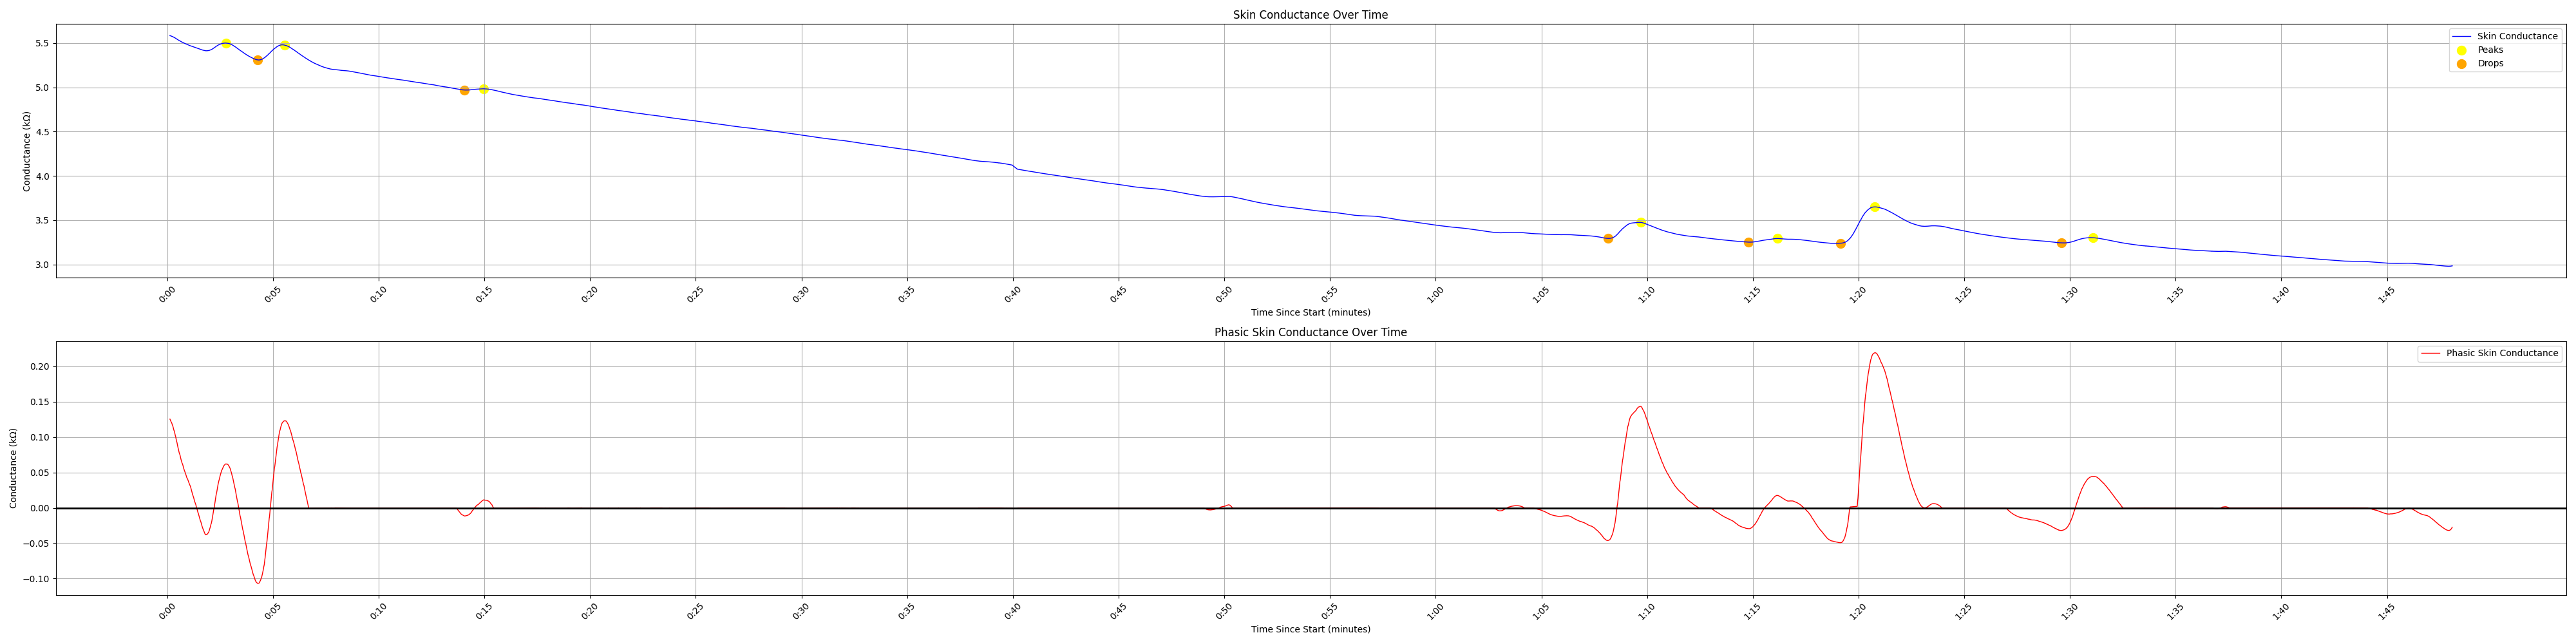 Skin Conductance Over Time
Conductance (kΩ)
5.5
5.0
4.5
4.0
3.5
3.0
Skin Conductance
Peaks
Drops
0:00 0:05 0:10 0:15 0:20 0:25 0:30 0:35 0:40 0:45 0:50 0:55 1:00 1:05 1:10 1:15 1:20 1:25 1:30 1:35 1:40 1:45
Time Since Start (minutes)
Phasic Skin Conductance Over Time
Conductance (kΩ)
0.20
0.15
0.10
0.05
0.00
−0.05
−0.10
Phasic Skin Conductance
0:00 0:05 0:10 0:15 0:20 0:25 0:30 0:35 0:40 0:45 0:50 0:55 1:00 1:05 1:10 1:15 1:20 1:25 1:30 1:35 1:40 1:45
Time Since Start (minutes)